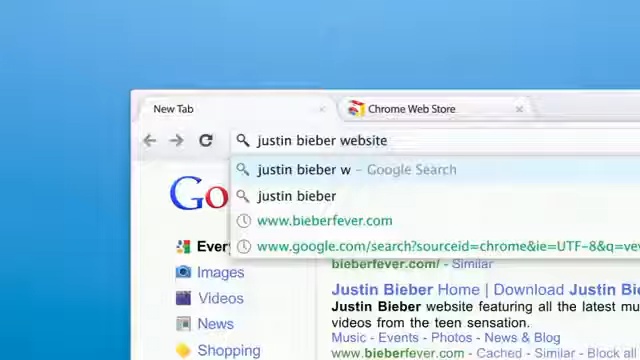 New Tab
Chrome Web Store
justin bieber website
justin bieber w - Google Search
justin bieber
www.bieberfever.com
www.google.com/search?sourceid=chrome&ie=UTF-8&q=ve
Images
Videos
News
Shopping
bieberfever.com/ - Similar
Justin Bieber Home | Download Justin Bi
Justin Bieber website featuring all the latest mu
videos from the teen sensation.
Music - Events - Photos - News & Blog
www.bieberfever.com - Cached - Similar - Block all